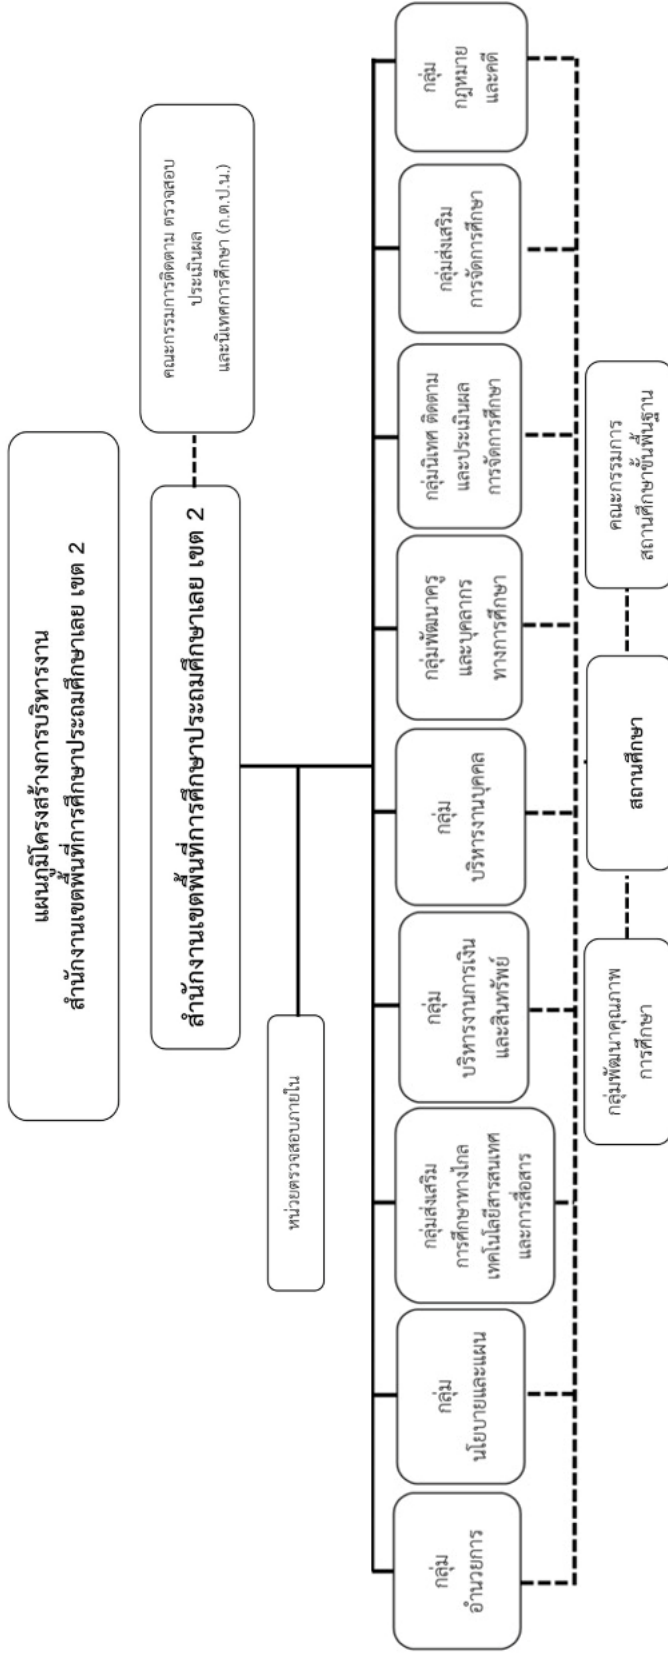 แผนภูมิโครงสร้างการบริหารงาน
สำนักงานเขตพื้นที่การศึกษาประถมศึกษาเลย เขต 2
สำนักงานเขตพื้นที่การศึกษาประถมศึกษาเลย เขต 2
คณะกรรมการติดตาม ตรวจสอบ
ประเมินผล
และนิเทศการศึกษา (ก.ต.ป.น.)
หน่วยตรวจสอบภายใน
กลุ่ม
อำนวยการ
กลุ่ม
นโยบายและแผน
กลุ่มส่งเสริม
การศึกษาทางไกล
เทคโนโลยีสารสนเทศ
และการสื่อสาร
กลุ่ม
บริหารงานการเงิน
และสินทรัพย์
กลุ่ม
บริหารงานบุคคล
กลุ่มพัฒนาครู
และบุคลากร
ทางการศึกษา
กลุ่มนิเทศ ติดตาม
และประเมินผล
การจัดการศึกษา
กลุ่มส่งเสริม
การจัดการศึกษา
กลุ่ม
กฎหมาย
และคดี
กลุ่มพัฒนาคุณภาพ
การศึกษา
สถานศึกษา
คณะกรรมการ
สถานศึกษาขั้นพื้นฐาน